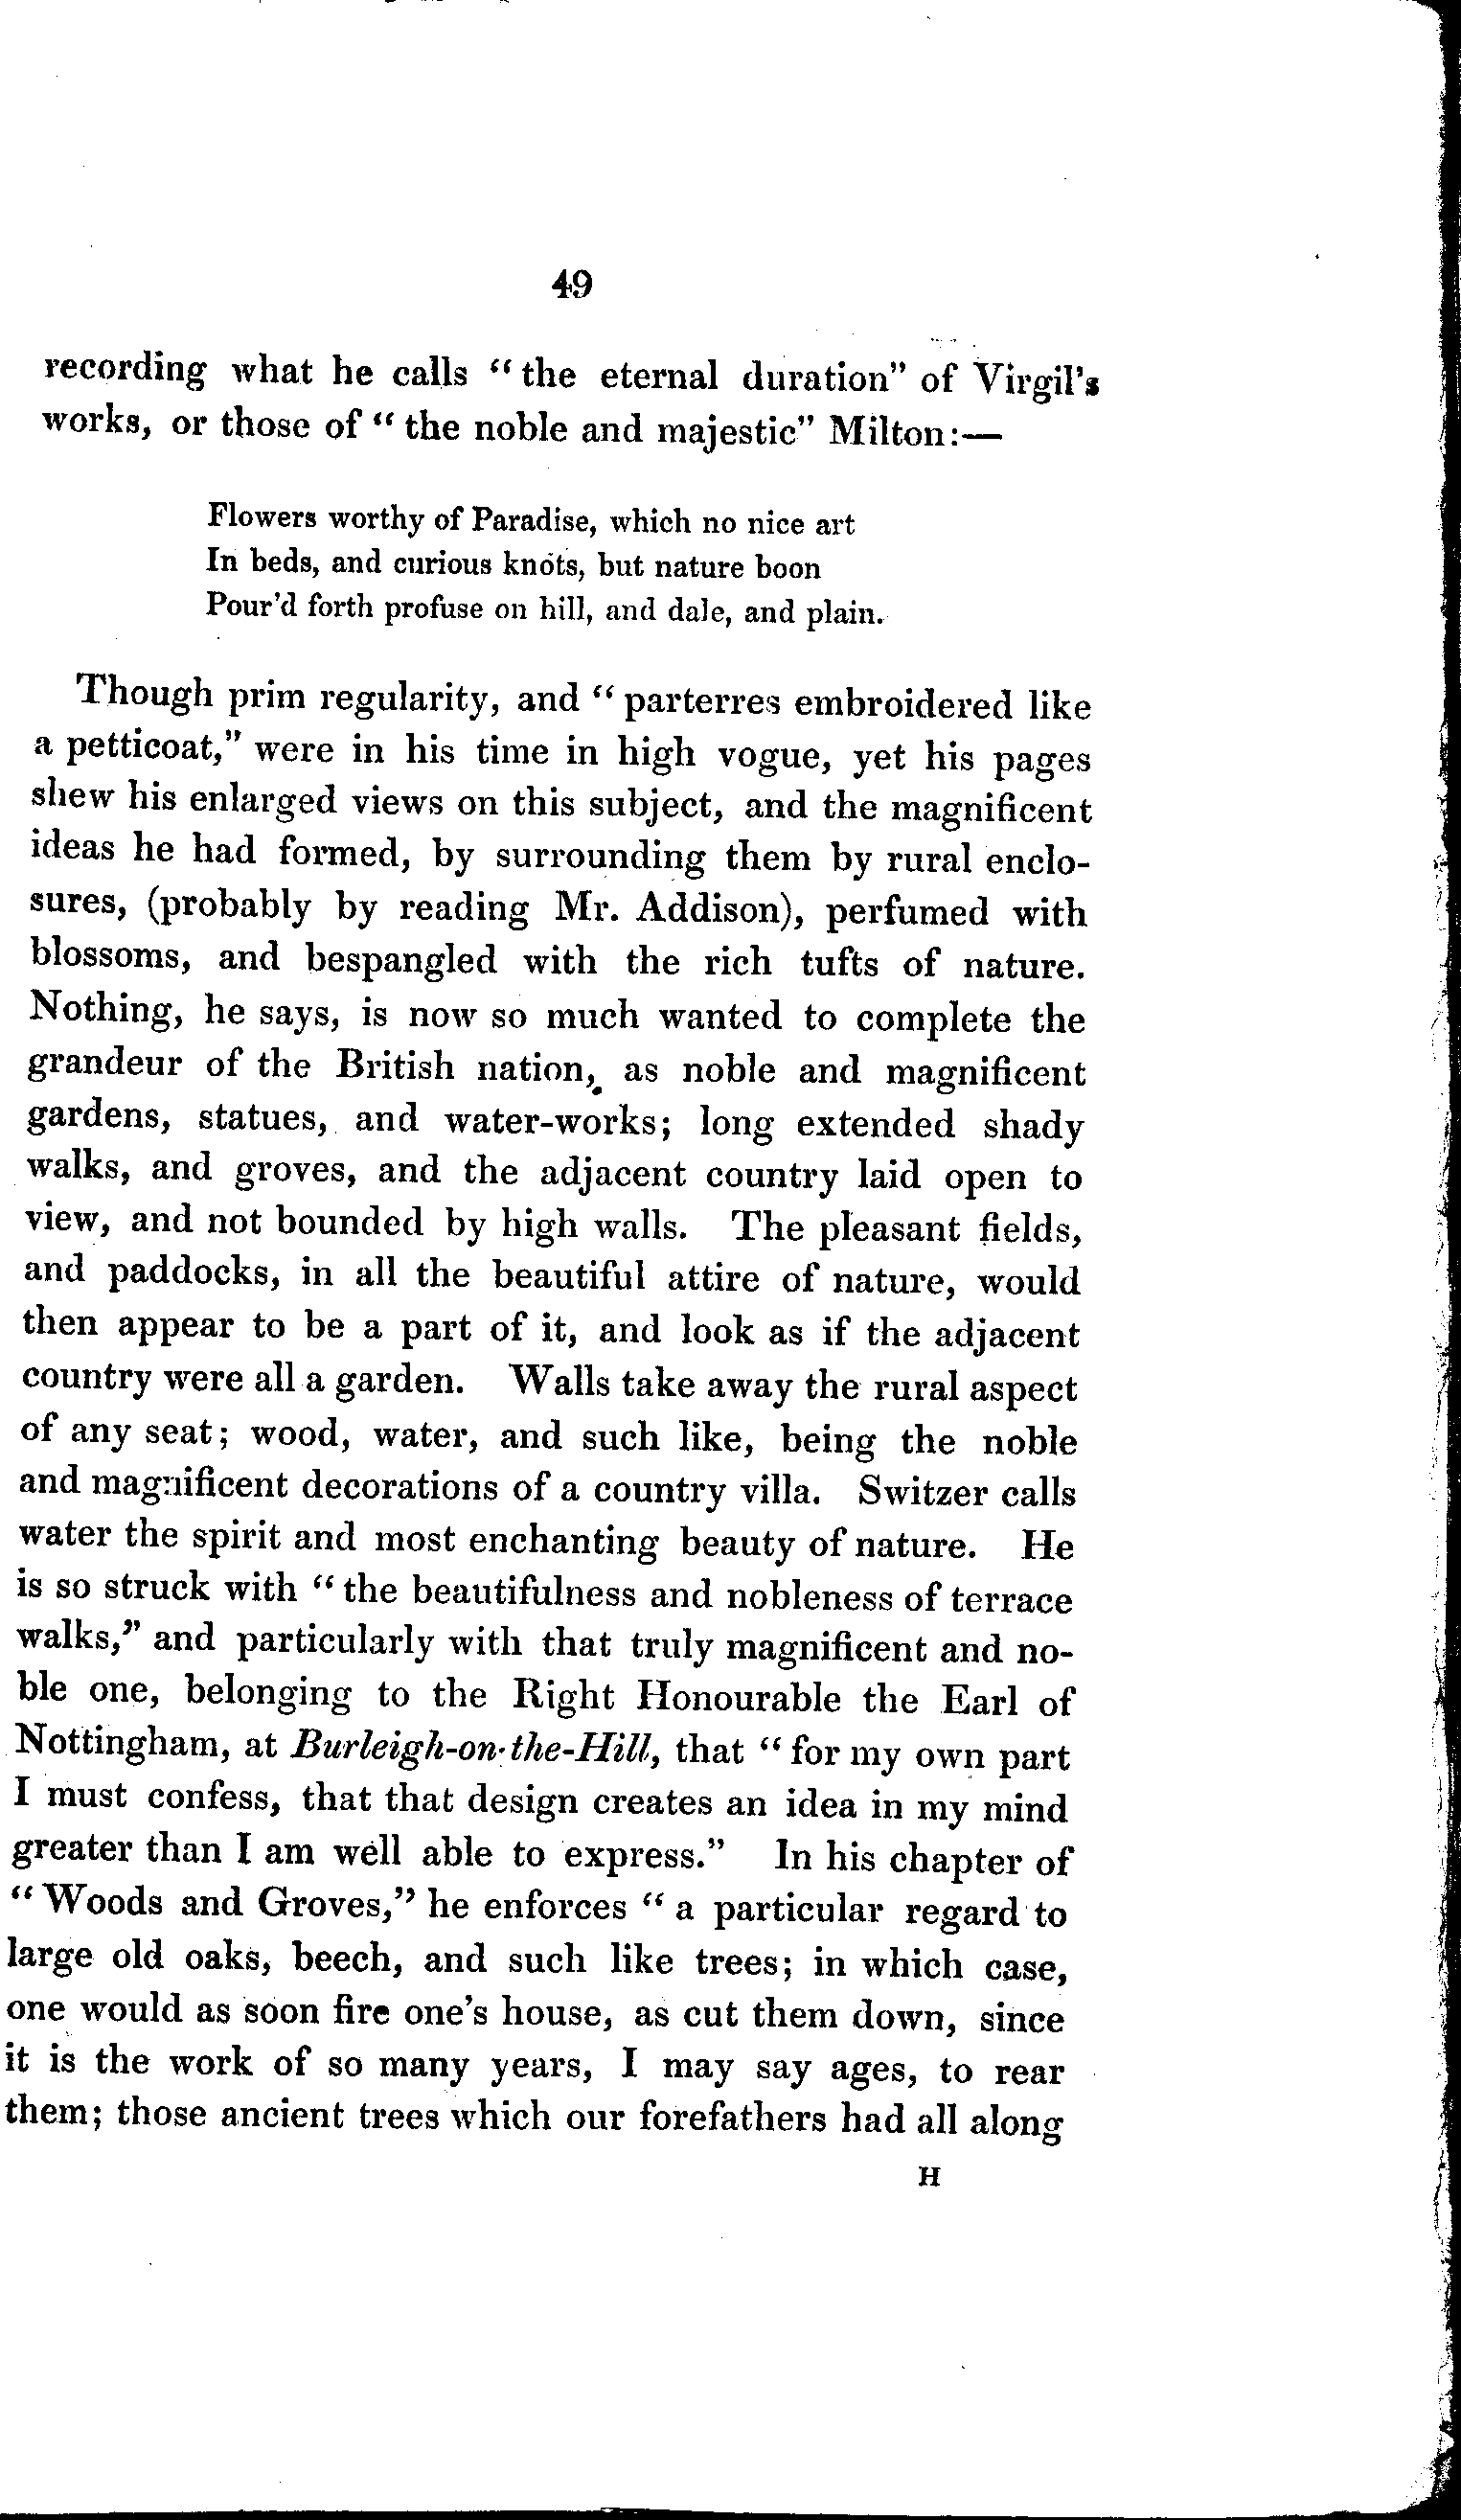 49
recording what he calls "the eternal duration" of Virgil's
works, or those of "the noble and majestic" Milton:—
Flowers worthy of Paradise, which no nice art
In beds, and curious knots, but nature boon
Pour'd forth profuse on hill, and dale, and plain.
Though prim regularity, and "parterres embroidered like
a petticoat," were in his time in high vogue, yet his pages
shew his enlarged views on this subject, and the magnificent
ideas he had formed, by surrounding them by rural enclo-
sures, (probably by reading Mr. Addison), perfumed with
blossoms, and bespangled with the rich tufts of nature.
Nothing, he says, is now so much wanted to complete the
grandeur of the British nation, as noble and magnificent
gardens, statues, and water-works; long extended shady
walks, and groves, and the adjacent country laid open to
view, and not bounded by high walls. The pleasant fields,
and paddocks, in all the beautiful attire of nature, would
then appear to be a part of it, and look as if the adjacent
country were all a garden. Walls take away the rural aspect
of any seat; wood, water, and such like, being the noble
and magnificent decorations of a country villa. Switzer calls
water the spirit and most enchanting beauty of nature. He
is so struck with "the beautifulness and nobleness of terrace
walks," and particularly with that truly magnificent and no-
ble one, belonging to the Right Honourable the Earl of
Nottingham, at Burleigh-on-the-Hill, that "for my own part
I must confess, that that design creates an idea in my mind
greater than I am well able to express." In his chapter of
"Woods and Groves," he enforces "a particular regard to
large old oaks, beech, and such like trees; in which case,
one would as soon fire one's house, as cut them down, since
it is the work of so many years, I may say ages, to rear
them; those ancient trees which our forefathers had all along
H